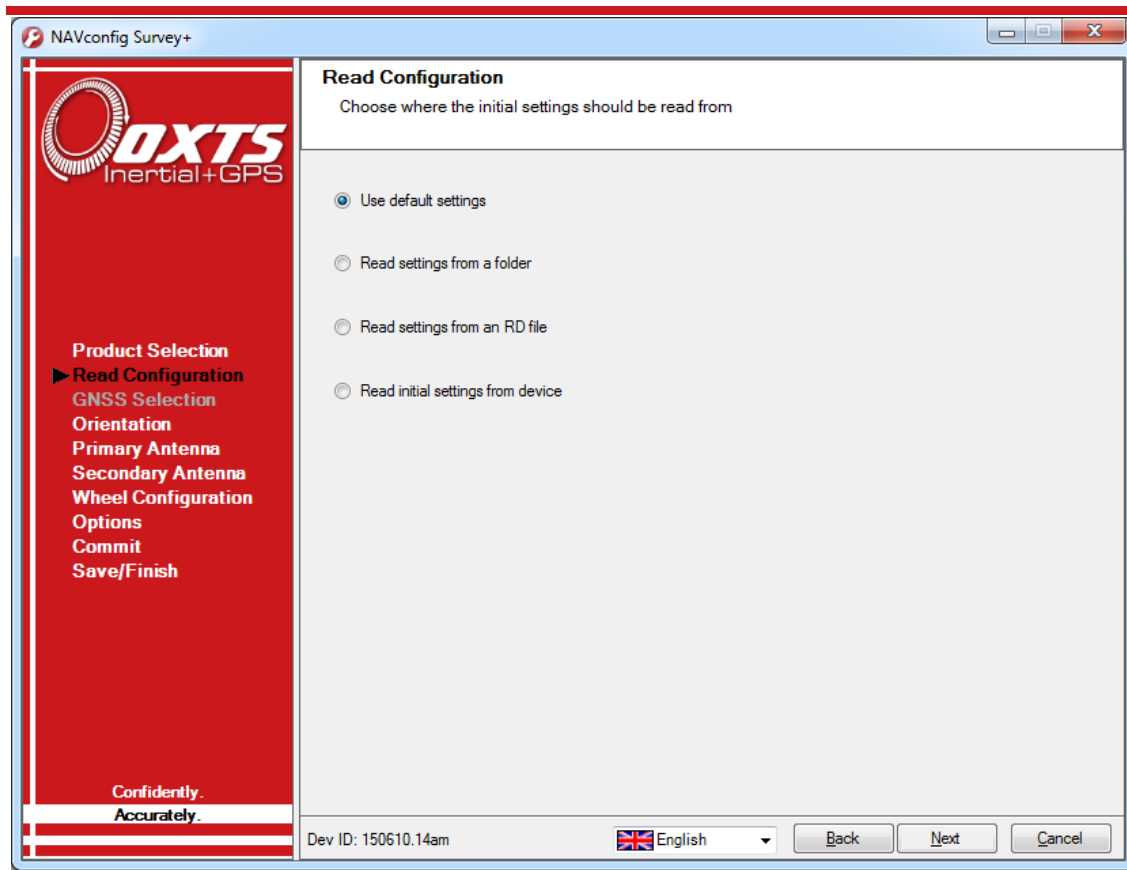 NAVconfig Survey+
OXTS
Inertial+GPS
Product Selection
Read Configuration
GNSS Selection
Orientation
Primary Antenna
Secondary Antenna
Wheel Configuration
Options
Commit
Save/Finish
Confidently.
Accurately.
Read Configuration
Choose where the initial settings should be read from
Use default settings
Read settings from a folder
Read settings from an RD file
Read initial settings from device
Dev ID: 150610.14am
English
Back
Next
Cancel